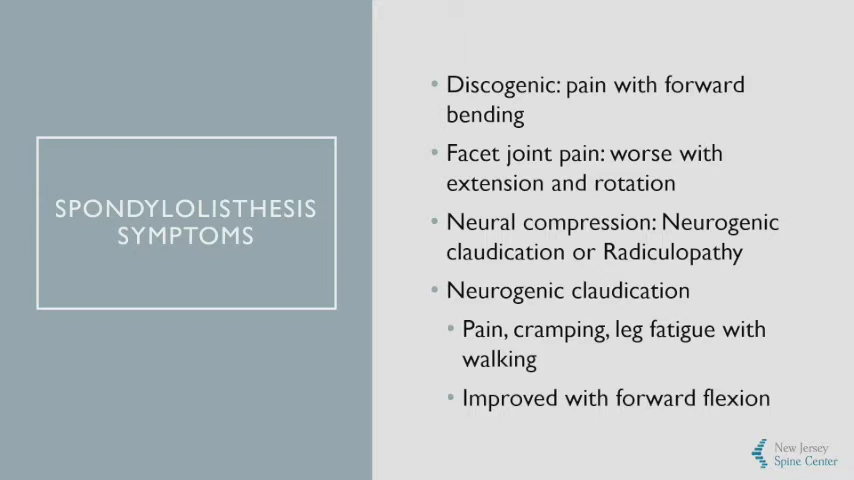 SPONDYLOLISTHESIS
SYMPTOMS
• Discogenic: pain with forward
bending
• Facet joint pain: worse with
extension and rotation
• Neural compression: Neurogenic
claudication or Radiculopathy
• Neurogenic claudication
• Pain, cramping, leg fatigue with
walking
• Improved with forward flexion
New Jersey
Spine Center